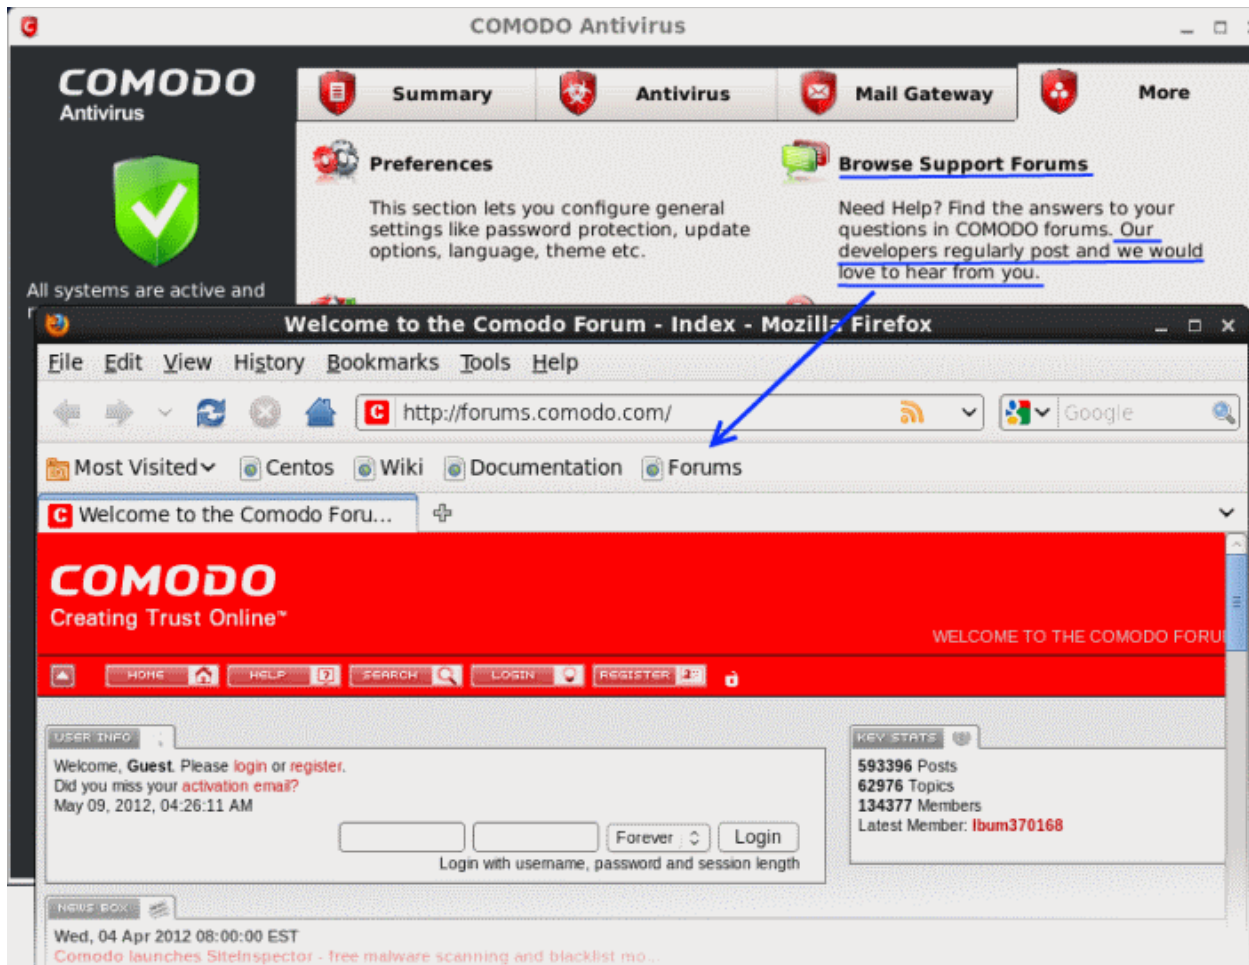 COMODO Antivirus
COMODO
Antivirus
Summary
Antivirus
Mail Gateway
More
Preferences
This section lets you configure general
settings like password protection, update
options, language, theme etc.
Browse Support Forums
Need Help? Find the answers to your
questions in COMODO forums. Our
developers regularly post and we would
love to hear from you.
All systems are active and
Welcome to the Comodo Forum - Index - Mozilla Firefox
File Edit View History Bookmarks Tools Help
C http://forums.comodo.com/
Google
Most Visited Centos Wiki Documentation Forums
C Welcome to the Comodo Foru...
COMODO
Creating Trust Online™
WELCOME TO THE COMODO FORU
HOME HELP SEARCH LOGIN REGISTER
USER INFO
Welcome, Guest. Please login or register.
Did you miss your activation email?
May 09, 2012, 04:26:11 AM
Forever Login
Login with username, password and session length
KEY STATS
593396 Posts
62976 Topics
134377 Members
Latest Member: lbum370168
NEWS BOX
Wed, 04 Apr 2012 08:00:00 EST
Comodo launches SiteInspector - free malware scanning and blacklist mo...